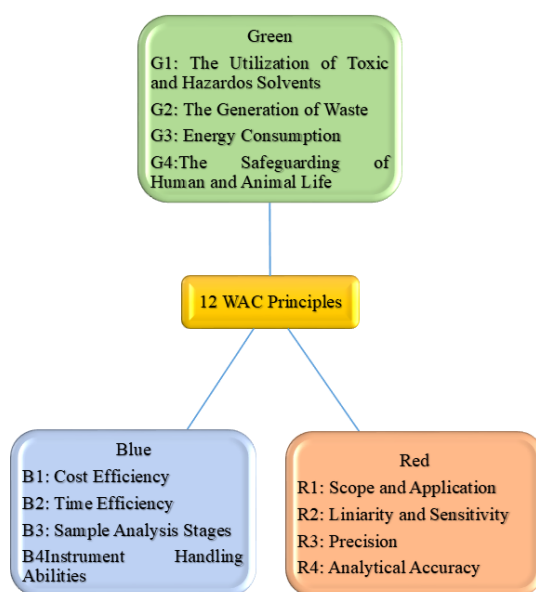 Green
G1: The Utilization of Toxic
and Hazardos Solvents
G2: The Generation of Waste
G3: Energy Consumption
G4:The Safeguarding of
Human and Animal Life
12 WAC Principles
Blue
B1: Cost Efficiency
B2: Time Efficiency
B3: Sample Analysis Stages
B4Instrument Handling
Abilities
Red
R1: Scope and Application
R2: Liniarity and Sensitivity
R3: Precision
R4: Analytical Accuracy